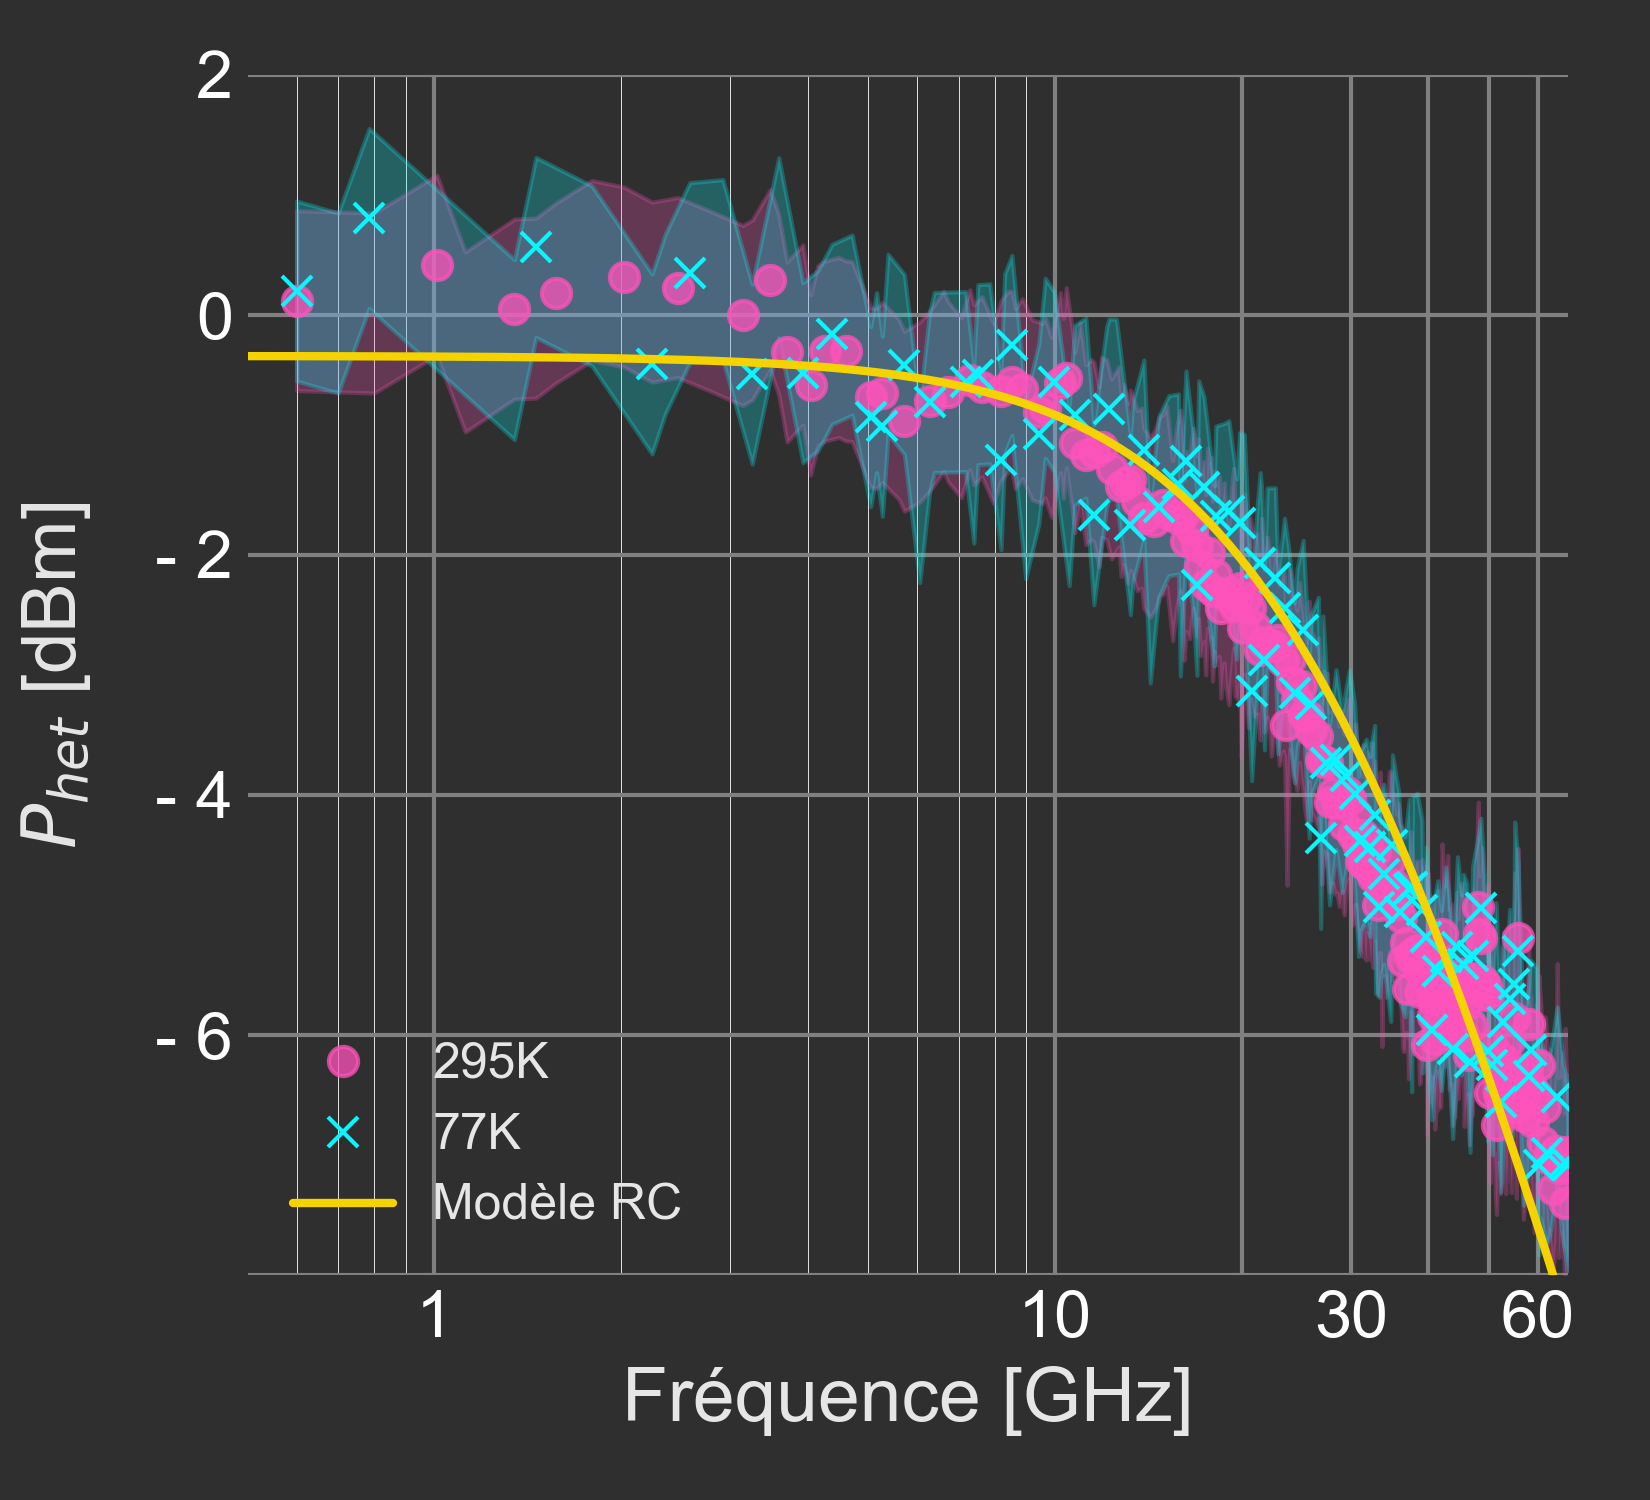 2
0
- 2
- 4
- 6
P_het [dBm]
295K
77K
Modèle RC
1 10 30 60
Fréquence [GHz]